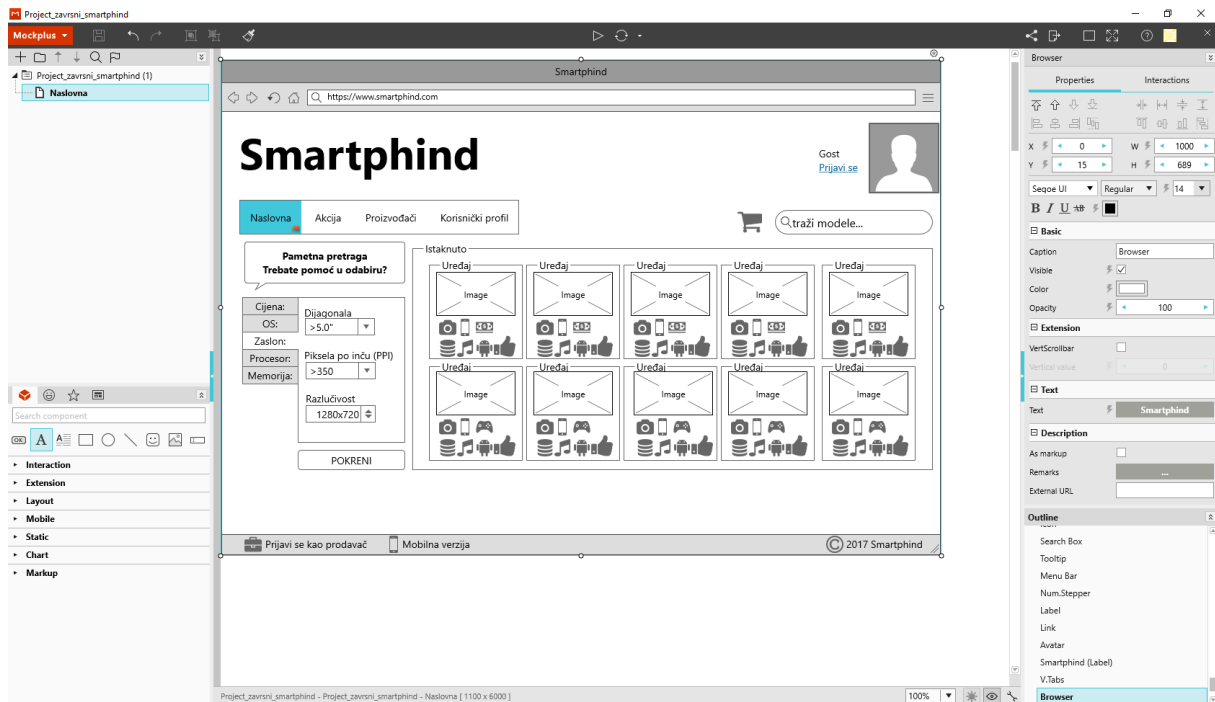 Project_zavrsni_smartphind
Mockplus
Project_zavrsni_smartphind (1)
Naslovna
Search component
OK
A
A
Interaction
Extension
Layout
Mobile
Static
Chart
Markup
Smartphind
https://www.smartphind.com
Smartphind
Gost
Prijavi se
Naslovna Akcija Proizvođači Korisnički profil
traži modele...
Pametna pretraga
Trebate pomoć u odabiru?
Cijena:
OS:
Zaslon:
Procesor:
Memorija:
Dijagonala
>5.0"
Piksela po inču (PPI)
>350
Razlučivost
1280x720
POKRENI
Istaknuto
Uređaj Uređaj Uređaj Uređaj Uređaj
Image Image Image Image Image
Uređaj Uređaj Uređaj Uređaj Uređaj
Image Image Image Image Image
Prijavi se kao prodavač Mobilna verzija © 2017 Smartphind
Project_zavrsni_smartphind - Project_zavrsni_smartphind - Naslovna [ 1100 x 6000 ]
100%
Browser
Properties Interactions
X 0 W 1000
Y 15 H 689
Segoe UI Regular 14
B I U AB
Basic
Caption Browser
Visible
Color
Opacity 100
Extension
VertScrollbar
Vertical value 0
Text
Text Smartphind
Description
As markup
Remarks ...
External URL
Outline
Icon
Search Box
Tooltip
Menu Bar
Num.Stepper
Label
Link
Avatar
Smartphind (Label)
V.Tabs
Browser